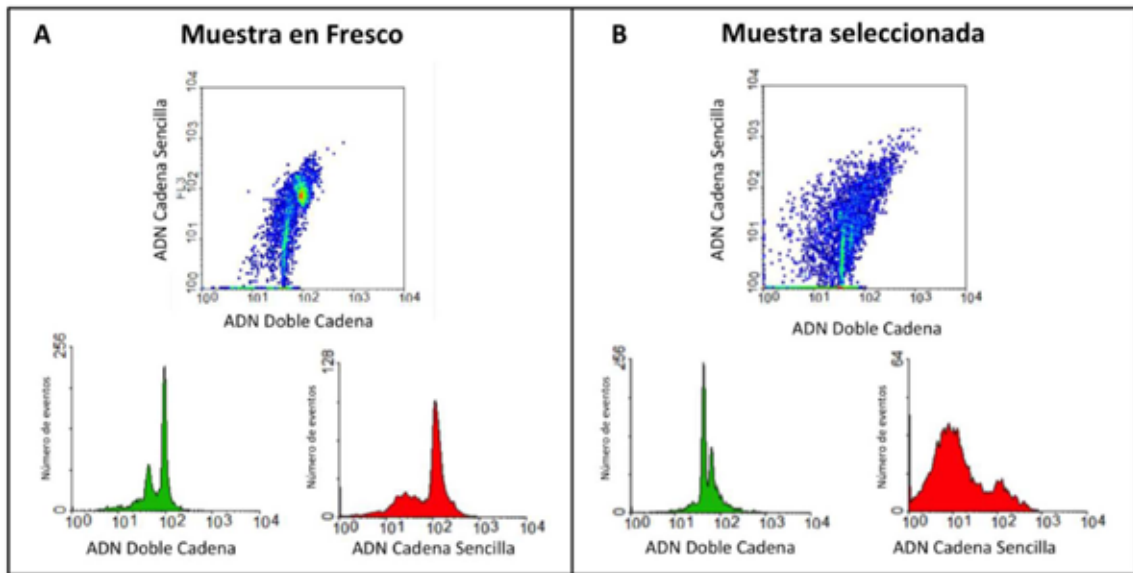 A
Muestra en Fresco
ADN Cadena Sencilla
FL3
10⁴
10³
10²
10¹
10⁰
10⁰ 10¹ 10² 10³ 10⁴
ADN Doble Cadena
Número de eventos
256
0
10⁰ 10¹ 10² 10³ 10⁴
ADN Doble Cadena
Número de eventos
128
0
10⁰ 10¹ 10² 10³ 10⁴
ADN Cadena Sencilla
B
Muestra seleccionada
ADN Cadena Sencilla
10⁴
10³
10²
10¹
10⁰
10⁰ 10¹ 10² 10³ 10⁴
ADN Doble Cadena
Número de eventos
256
0
10⁰ 10¹ 10² 10³ 10⁴
ADN Doble Cadena
Número de eventos
64
0
10⁰ 10¹ 10² 10³ 10⁴
ADN Cadena Sencilla